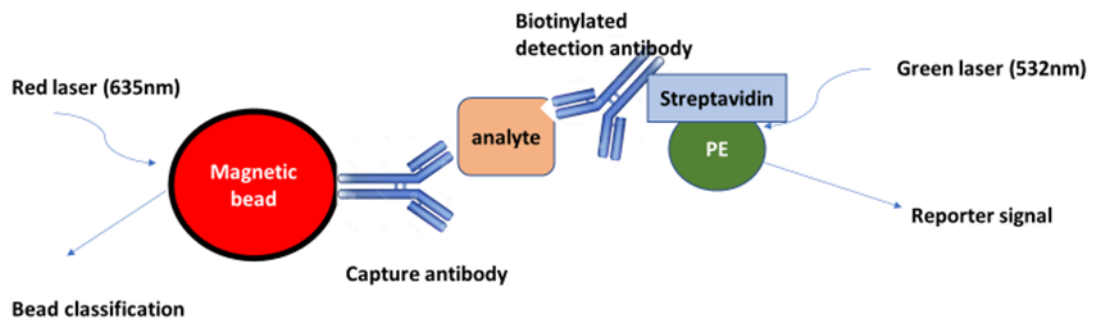 Biotinylated
detection antibody
Red laser (635nm)
Green laser (532nm)
Streptavidin
analyte
PE
Magnetic
bead
Reporter signal
Capture antibody
Bead classification